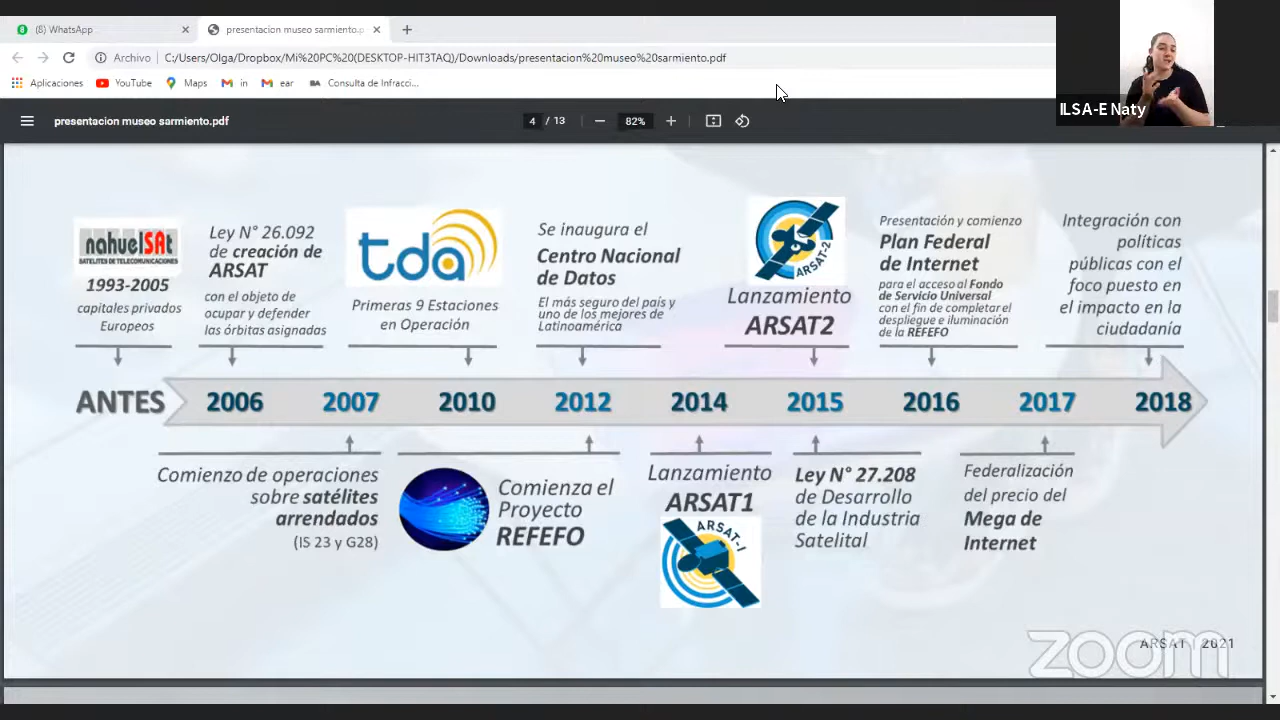 (8) WhatsApp
presentacion museo sarmiento.p
Archivo
C:/Users/Olga/Dropbox/Mi%20PC%20(DESKTOP-HIT3TAQ)/Downloads/presentacion%20museo%20sarmiento.pdf
Aplicaciones
YouTube
Maps
in
ear
BA
Consulta de Infracci...
ILSA-E Naty
presentacion museo sarmiento.pdf
4 / 13
82%
nahuelSAt
SATELITES DE TELECOMUNICACIONES
1993-2005
capitales privados
Europeos
Ley N° 26.092
de creación de
ARSAT
con el objeto de
ocupar y defender
las órbitas asignadas
tda
Primeras 9 Estaciones
en Operación
Se inaugura el
Centro Nacional
de Datos
El más seguro del país y
uno de los mejores de
Latinoamérica
ARSAT-2
Lanzamiento
ARSAT2
Presentación y comienzo
Plan Federal
de Internet
para el acceso al Fondo
de Servicio Universal
con el fin de completar el
despliegue e iluminación
de la REFEFO
Integración con
políticas
públicas con el
foco puesto en
el impacto en la
ciudadanía
ANTES
2006
2007
2010
2012
2014
2015
2016
2017
2018
Comienzo de operaciones
sobre satélites
arrendados
(IS 23 y G28)
Comienza el
Proyecto
REFEFO
Lanzamiento
ARSAT1
ARSAT-1
Ley N° 27.208
de Desarrollo
de la Industria
Satelital
Federalización
del precio del
Mega de
Internet
ARSAT | 2021
zoom